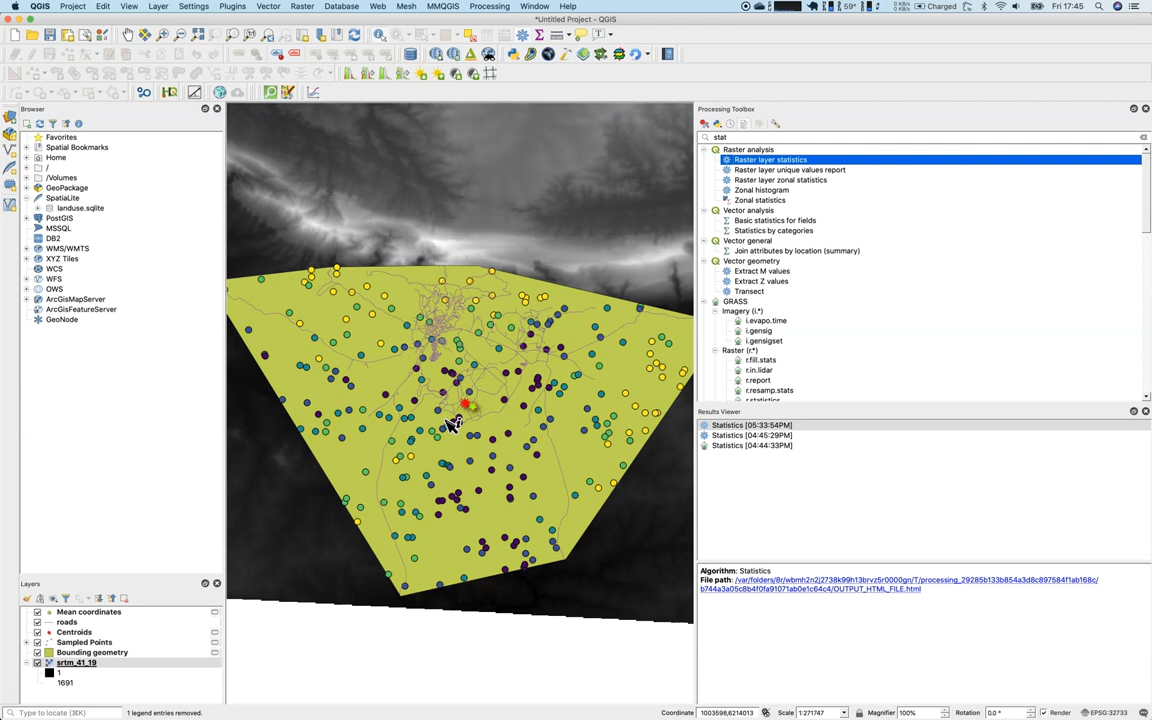 QGIS Project Edit View Layer Settings Plugins Vector Raster Database Web Mesh MMQGIS Processing Window Help
59° 0 KB/s 0 KB/s Charged Fri 17:45
*Untitled Project - QGIS
Browser
Favorites
Spatial Bookmarks
Home
/
/Volumes
GeoPackage
SpatiaLite
landuse.sqlite
PostGIS
MSSQL
DB2
WMS/WMTS
XYZ Tiles
WCS
WFS
OWS
ArcGisMapServer
ArcGisFeatureServer
GeoNode
Layers
Mean coordinates
roads
Centroids
Sampled Points
Bounding geometry
srtm_41_19
1
1691
Processing Toolbox
stat
Raster analysis
Raster layer statistics
Raster layer unique values report
Raster layer zonal statistics
Zonal histogram
Zonal statistics
Vector analysis
Basic statistics for fields
Statistics by categories
Vector general
Join attributes by location (summary)
Vector geometry
Extract M values
Extract Z values
Transect
GRASS
Imagery (i.*)
i.evapo.time
i.gensig
i.gensigset
Raster (r.*)
r.fill.stats
r.in.lidar
r.report
r.resamp.stats
r.statistics
Results Viewer
Statistics [05:33:54PM]
Statistics [04:45:29PM]
Statistics [04:44:33PM]
Algorithm: Statistics
File path: /var/folders/8r/wbmh2n2j2738k99h13brvz5r0000gn/T/processing_29285b133b854a3d8c897584f1ab168c/
b744a3a05c8b4f0fa91071ab0e1c64c4/OUTPUT_HTML_FILE.html
Type to locate (⌘K) 1 legend entries removed. Coordinate 1003598,6214013 Scale 1:271747 Magnifier 100% Rotation 0.0 ° Render EPSG:32733